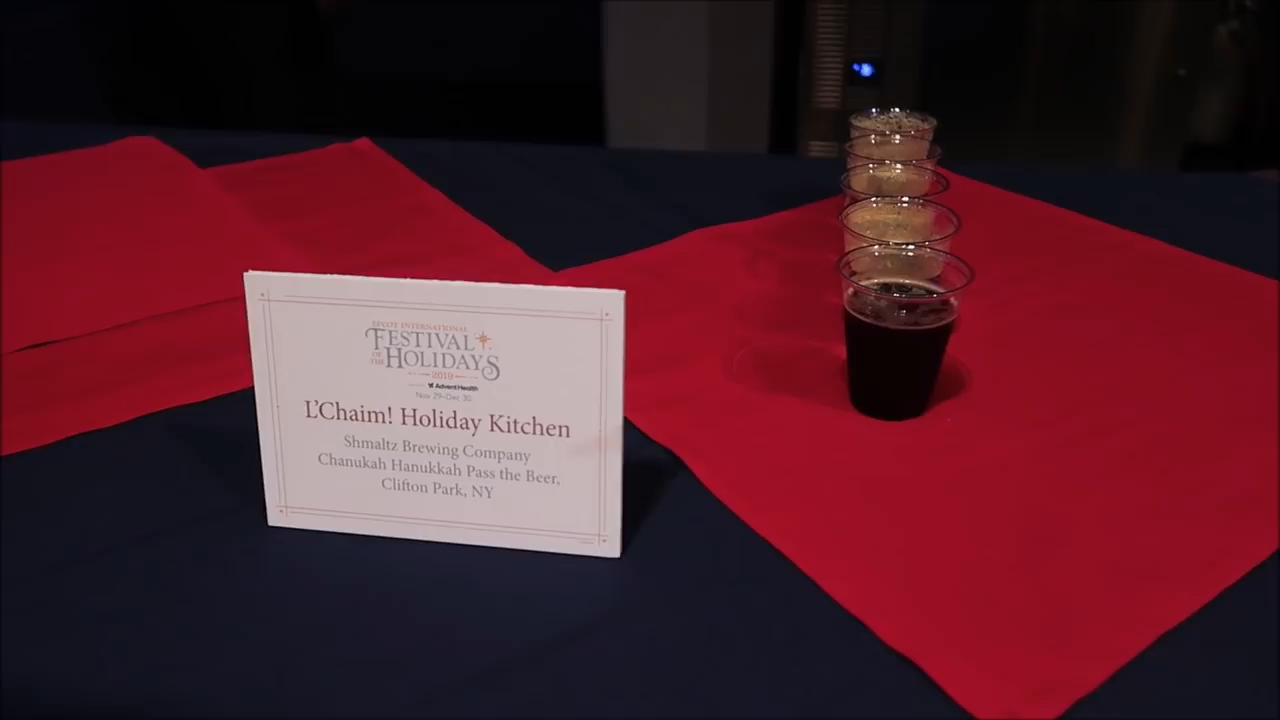 EPCOT INTERNATIONAL
FESTIVAL
OF THE HOLIDAYS
2019
AdventHealth
Nov 29-Dec 30
L'Chaim! Holiday Kitchen
Shmaltz Brewing Company
Chanukah Hanukkah Pass the Beer,
Clifton Park, NY